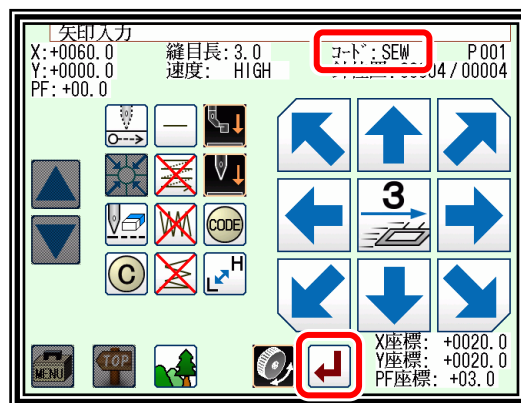 矢印入力
X:+0060.0 縫目長:3.0 コード:SEW P001
Y:+0000.0 速度: HIGH 004/00004
PF:+00.0
CODE
C
H
L
3
MENU
TOP
X座標: +0020.0
Y座標: +0020.0
PF座標: +03.0